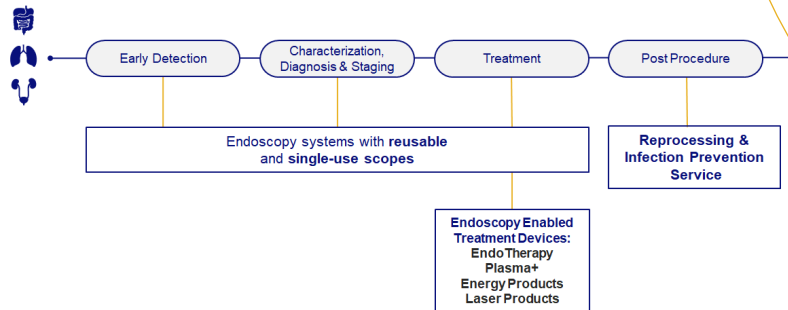 Early Detection
Characterization,
Diagnosis & Staging
Treatment
Post Procedure
Endoscopy systems with reusable
and single-use scopes
Reprocessing &
Infection Prevention
Service
Endoscopy Enabled
Treatment Devices:
EndoTherapy
Plasma+
Energy Products
Laser Products